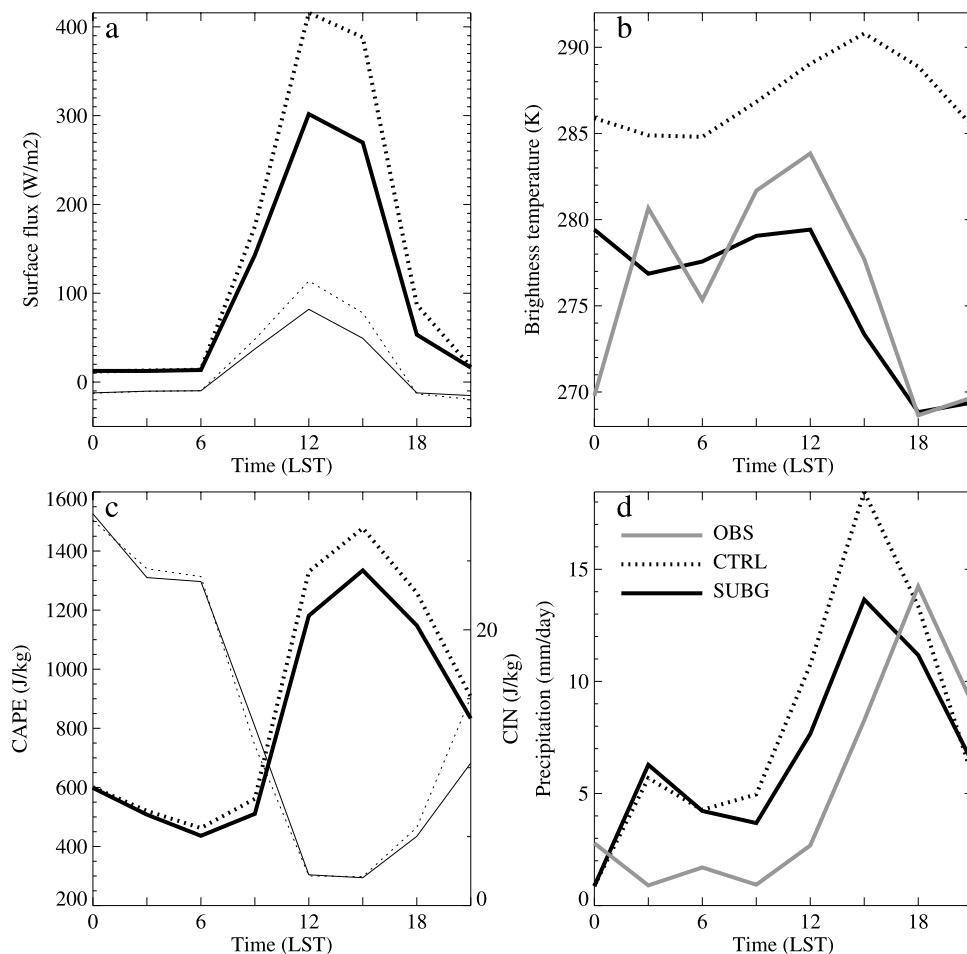 a
400
300
200
100
0
Surface flux (W/m2)
0
6
12
18
Time (LST)
b
290
285
280
275
270
Brightness temperature (K)
0
6
12
18
Time (LST)
c
1600
1400
1200
1000
800
600
400
200
CAPE (J/kg)
20
0
CIN (J/kg)
0
6
12
18
Time (LST)
d
OBS
CTRL
SUBG
15
10
5
0
Precipitation (mm/day)
0
6
12
18
Time (LST)